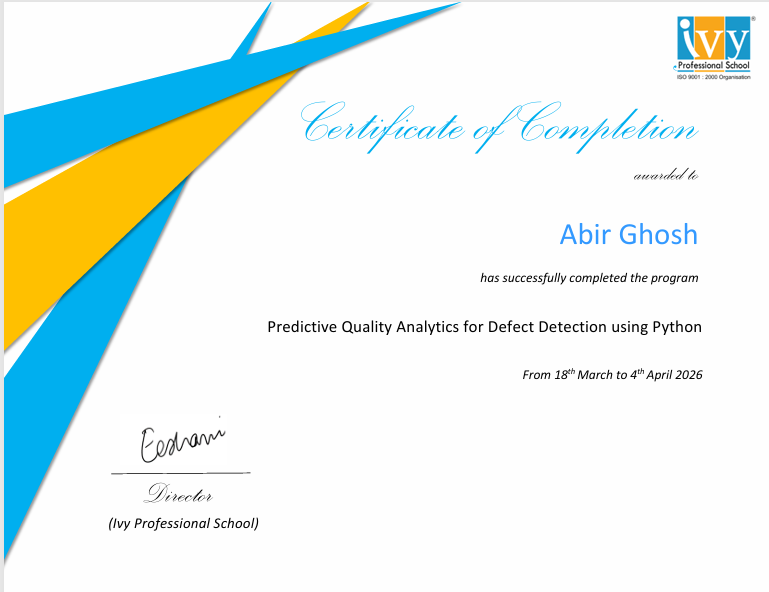 ivy
Professional School
ISO 9001 : 2000 Organisation
Certificate of Completion
awarded to
Abir Ghosh
has successfully completed the program
Predictive Quality Analytics for Defect Detection using Python
From 18th March to 4th April 2026
Eeshani
Director
(Ivy Professional School)